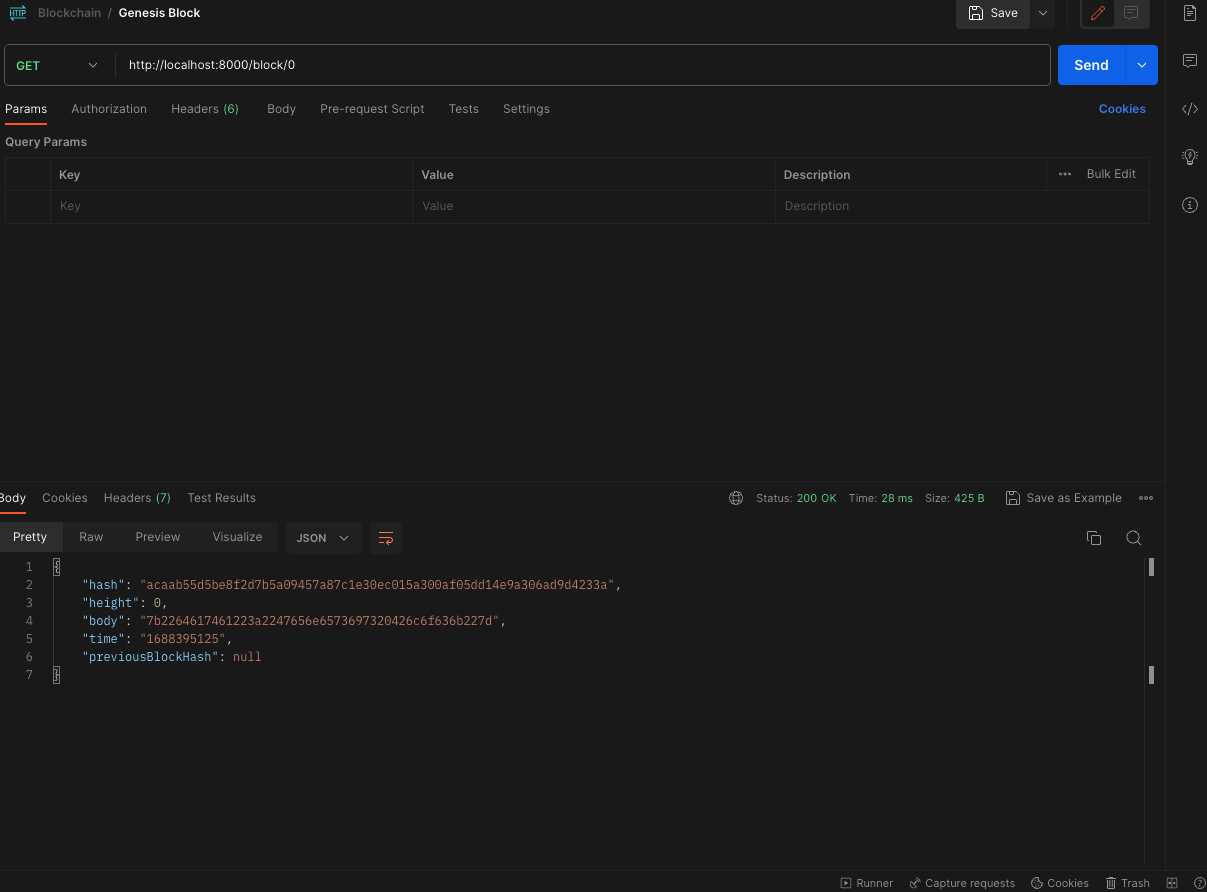 HTTP Blockchain / Genesis Block Save
GET http://localhost:8000/block/0 Send
Params Authorization Headers (6) Body Pre-request Script Tests Settings Cookies
Query Params
Key Value Description Bulk Edit
Key Value Description
Body Cookies Headers (7) Test Results Status: 200 OK Time: 28 ms Size: 425 B Save as Example
Pretty Raw Preview Visualize JSON
1 {
2 "hash": "acaab55d5be8f2d7b5a09457a87c1e30ec015a300af05dd14e9a306ad9d4233a",
3 "height": 0,
4 "body": "7b2264617461223a2247656e6573697320426c6f636b227d",
5 "time": "1688395125",
6 "previousBlockHash": null
7 }
Runner Capture requests Cookies Trash